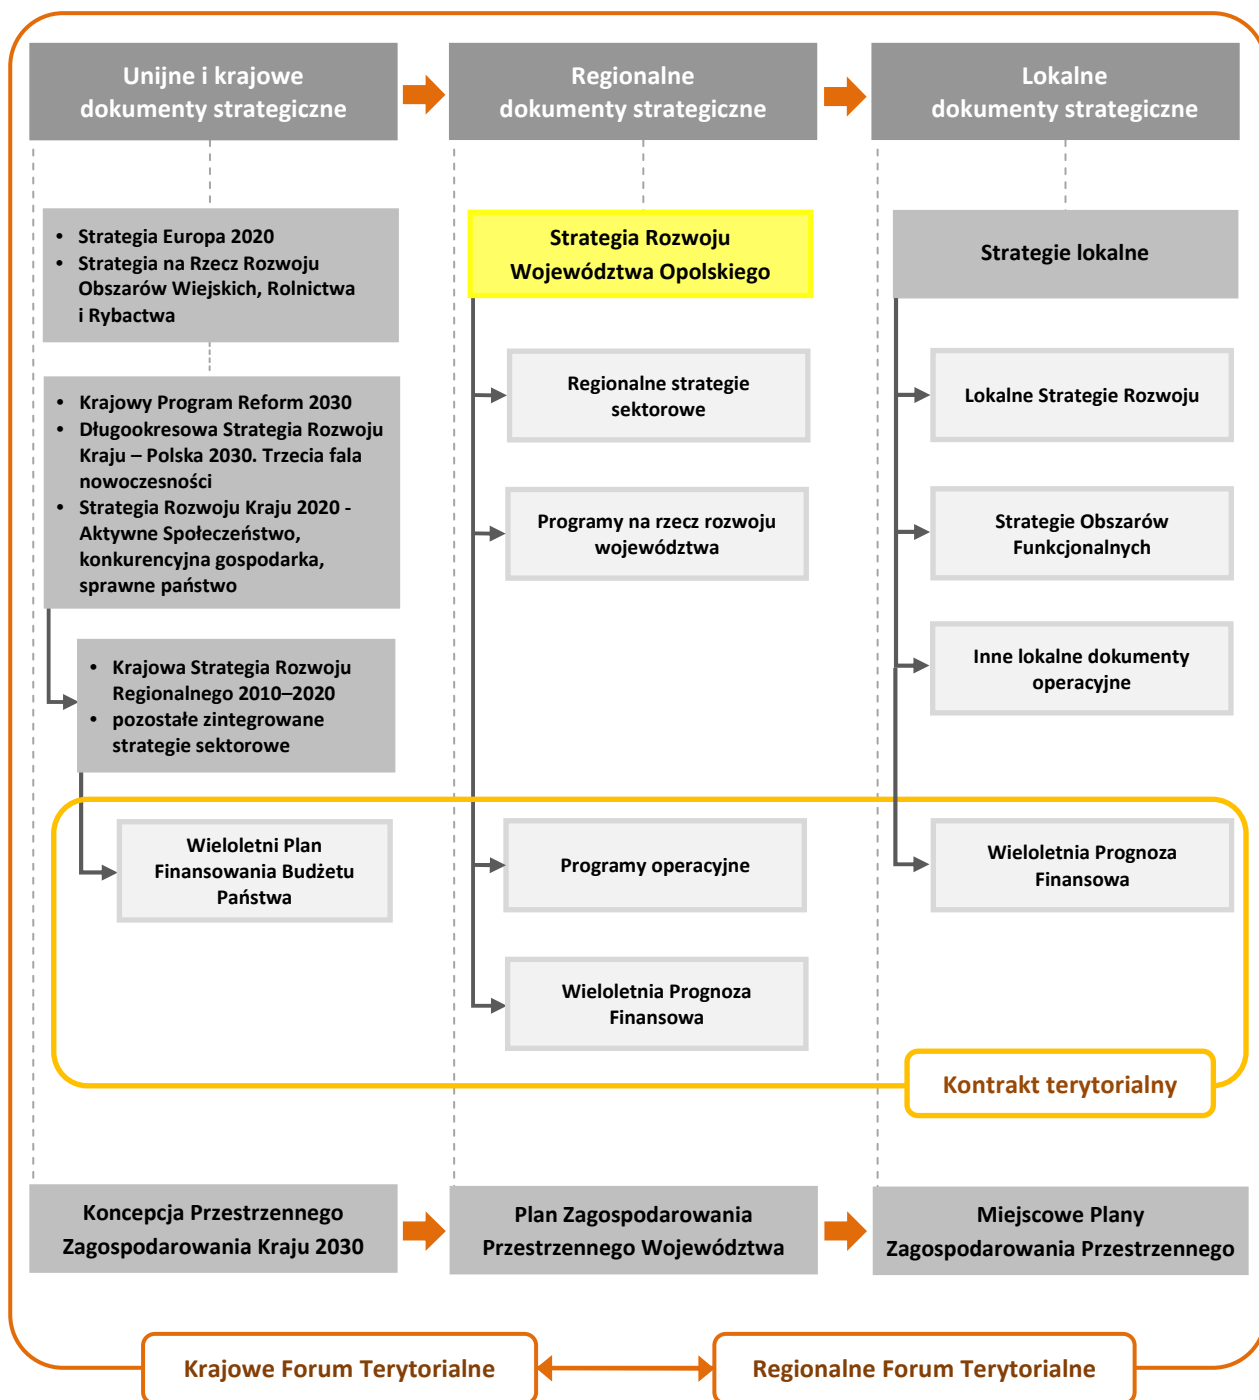 Unijne i krajowe
dokumenty strategiczne
Regionalne
dokumenty strategiczne
Lokalne
dokumenty strategiczne
• Strategia Europa 2020
• Strategia na Rzecz Rozwoju
Obszarów Wiejskich, Rolnictwa
i Rybactwa
• Krajowy Program Reform 2030
• Długookresowa Strategia Rozwoju
Kraju – Polska 2030. Trzecia fala
nowoczesności
• Strategia Rozwoju Kraju 2020 -
Aktywne Społeczeństwo,
konkurencyjna gospodarka,
sprawne państwo
• Krajowa Strategia Rozwoju
Regionalnego 2010–2020
• pozostałe zintegrowane
strategie sektorowe
Wieloletni Plan
Finansowania Budżetu
Państwa
Strategia Rozwoju
Województwa Opolskiego
Regionalne strategie
sektorowe
Programy na rzecz rozwoju
województwa
Programy operacyjne
Wieloletnia Prognoza
Finansowa
Strategie lokalne
Lokalne Strategie Rozwoju
Strategie Obszarów
Funkcjonalnych
Inne lokalne dokumenty
operacyjne
Wieloletnia Prognoza
Finansowa
Kontrakt terytorialny
Koncepcja Przestrzennego
Zagospodarowania Kraju 2030
Plan Zagospodarowania
Przestrzennego Województwa
Miejscowe Plany
Zagospodarowania Przestrzennego
Krajowe Forum Terytorialne
Regionalne Forum Terytorialne